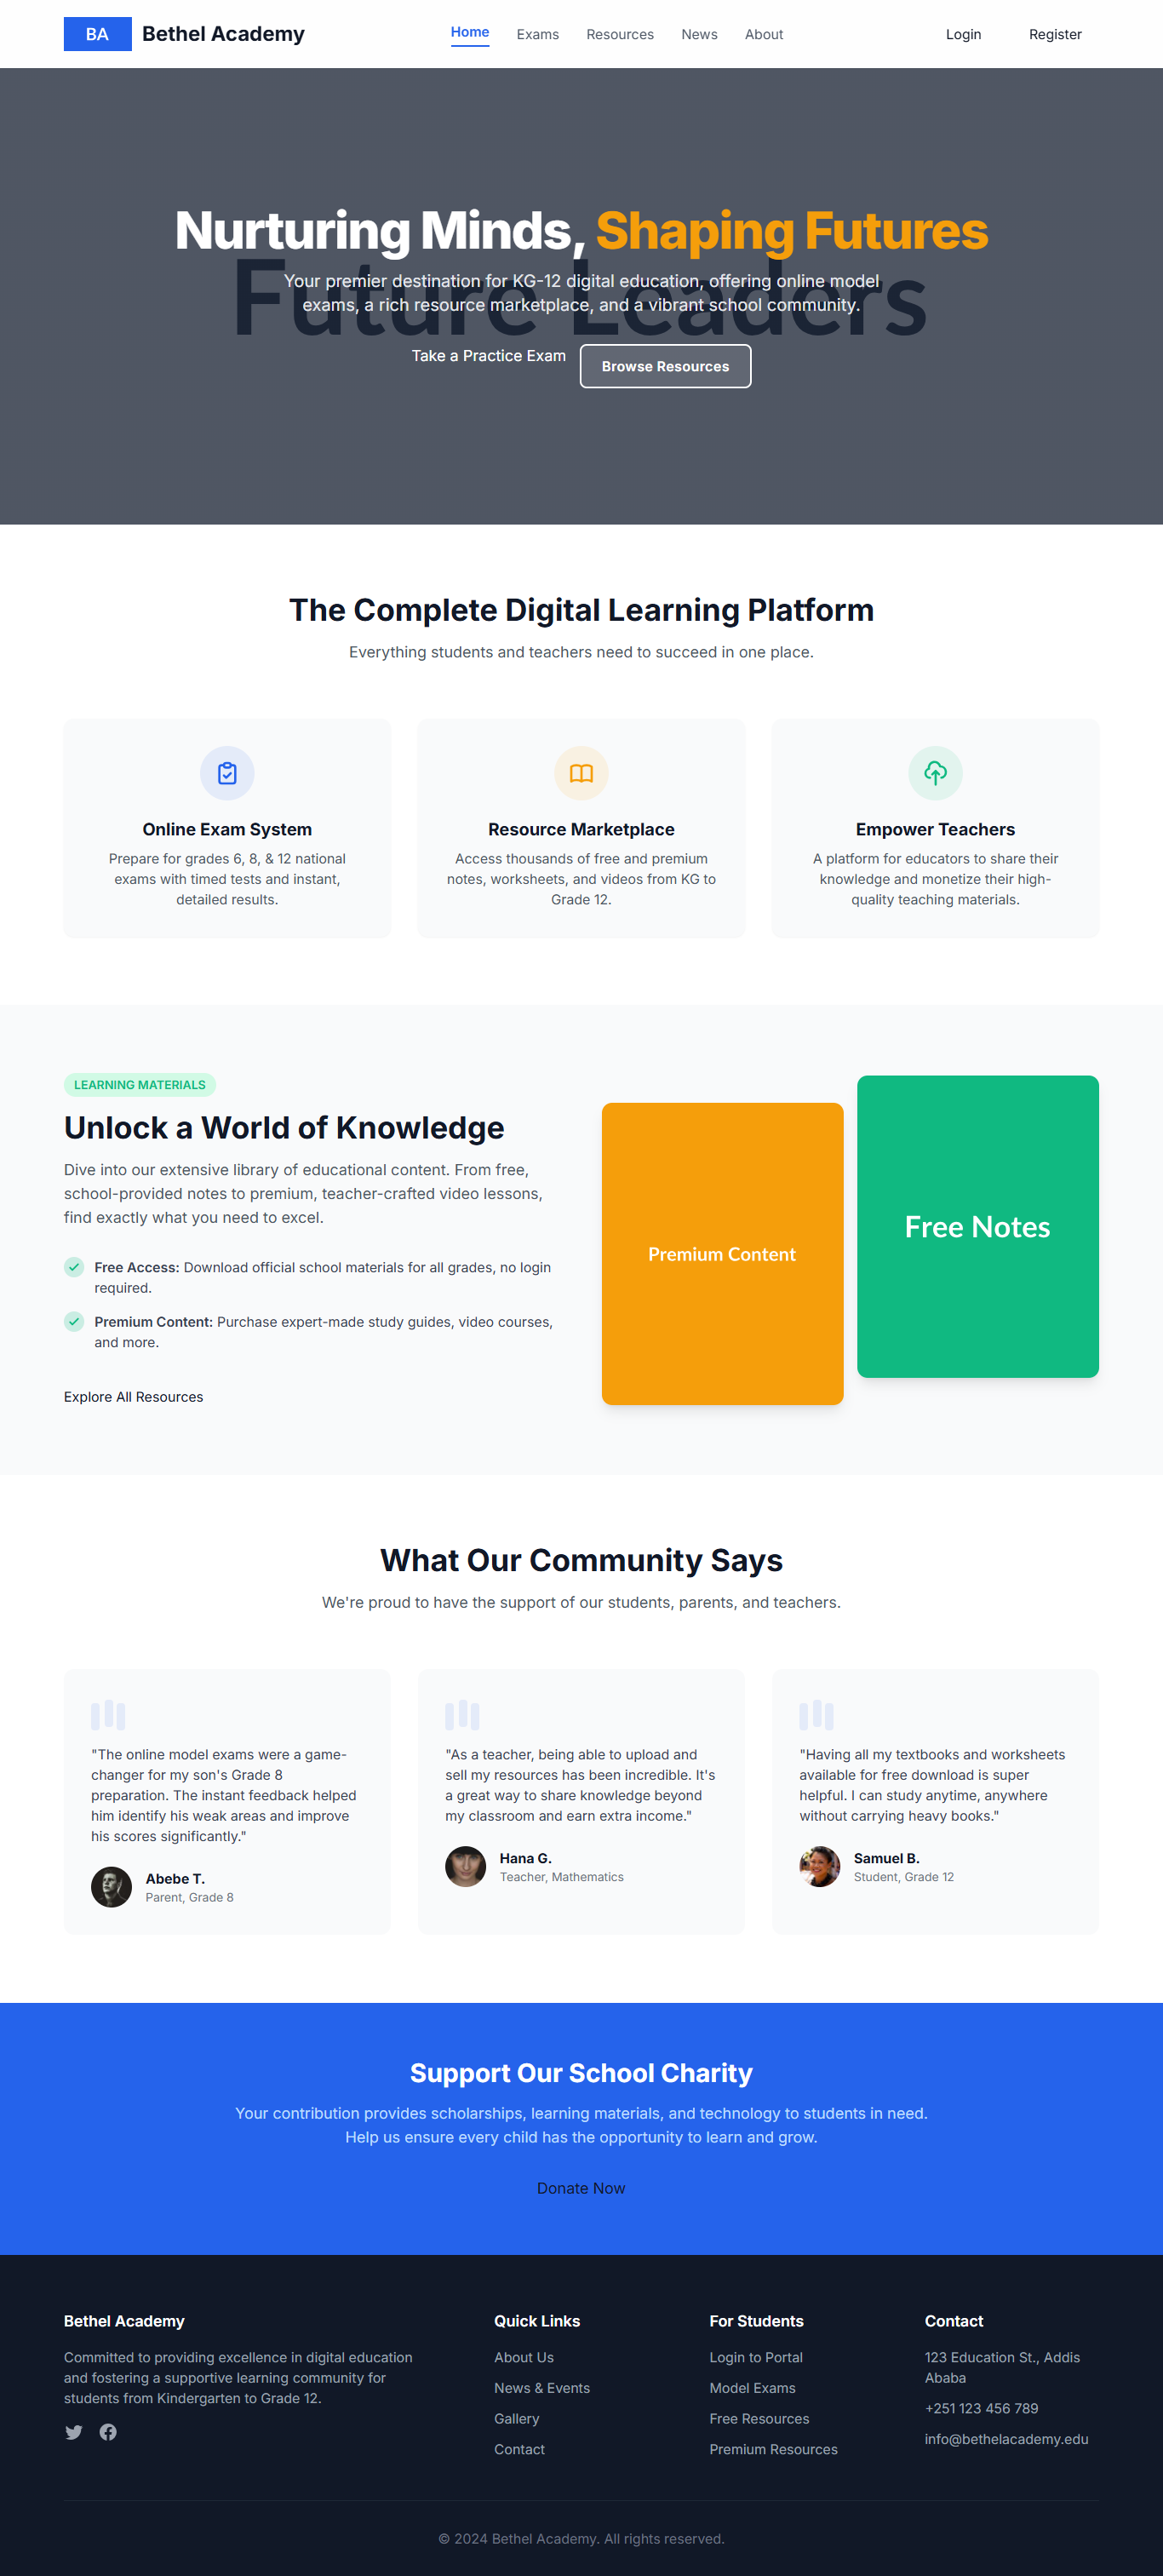 BA
Bethel Academy
Home
Exams
Resources
News
About
Login
Register
Nurturing Minds, Shaping Futures
Future Leaders
Your premier destination for KG-12 digital education, offering online model
exams, a rich resource marketplace, and a vibrant school community.
Take a Practice Exam
Browse Resources
The Complete Digital Learning Platform
Everything students and teachers need to succeed in one place.
Online Exam System
Prepare for grades 6, 8, & 12 national
exams with timed tests and instant,
detailed results.
Resource Marketplace
Access thousands of free and premium
notes, worksheets, and videos from KG to
Grade 12.
Empower Teachers
A platform for educators to share their
knowledge and monetize their high-
quality teaching materials.
LEARNING MATERIALS
Unlock a World of Knowledge
Dive into our extensive library of educational content. From free,
school-provided notes to premium, teacher-crafted video lessons,
find exactly what you need to excel.
Free Access: Download official school materials for all grades, no login
required.
Premium Content: Purchase expert-made study guides, video courses,
and more.
Explore All Resources
Premium Content
Free Notes
What Our Community Says
We're proud to have the support of our students, parents, and teachers.
"The online model exams were a game-
changer for my son's Grade 8
preparation. The instant feedback helped
him identify his weak areas and improve
his scores significantly."
Abebe T.
Parent, Grade 8
"As a teacher, being able to upload and
sell my resources has been incredible. It's
a great way to share knowledge beyond
my classroom and earn extra income."
Hana G.
Teacher, Mathematics
"Having all my textbooks and worksheets
available for free download is super
helpful. I can study anytime, anywhere
without carrying heavy books."
Samuel B.
Student, Grade 12
Support Our School Charity
Your contribution provides scholarships, learning materials, and technology to students in need.
Help us ensure every child has the opportunity to learn and grow.
Donate Now
Bethel Academy
Committed to providing excellence in digital education
and fostering a supportive learning community for
students from Kindergarten to Grade 12.
Quick Links
About Us
News & Events
Gallery
Contact
For Students
Login to Portal
Model Exams
Free Resources
Premium Resources
Contact
123 Education St., Addis
Ababa
+251 123 456 789
info@bethelacademy.edu
© 2024 Bethel Academy. All rights reserved.